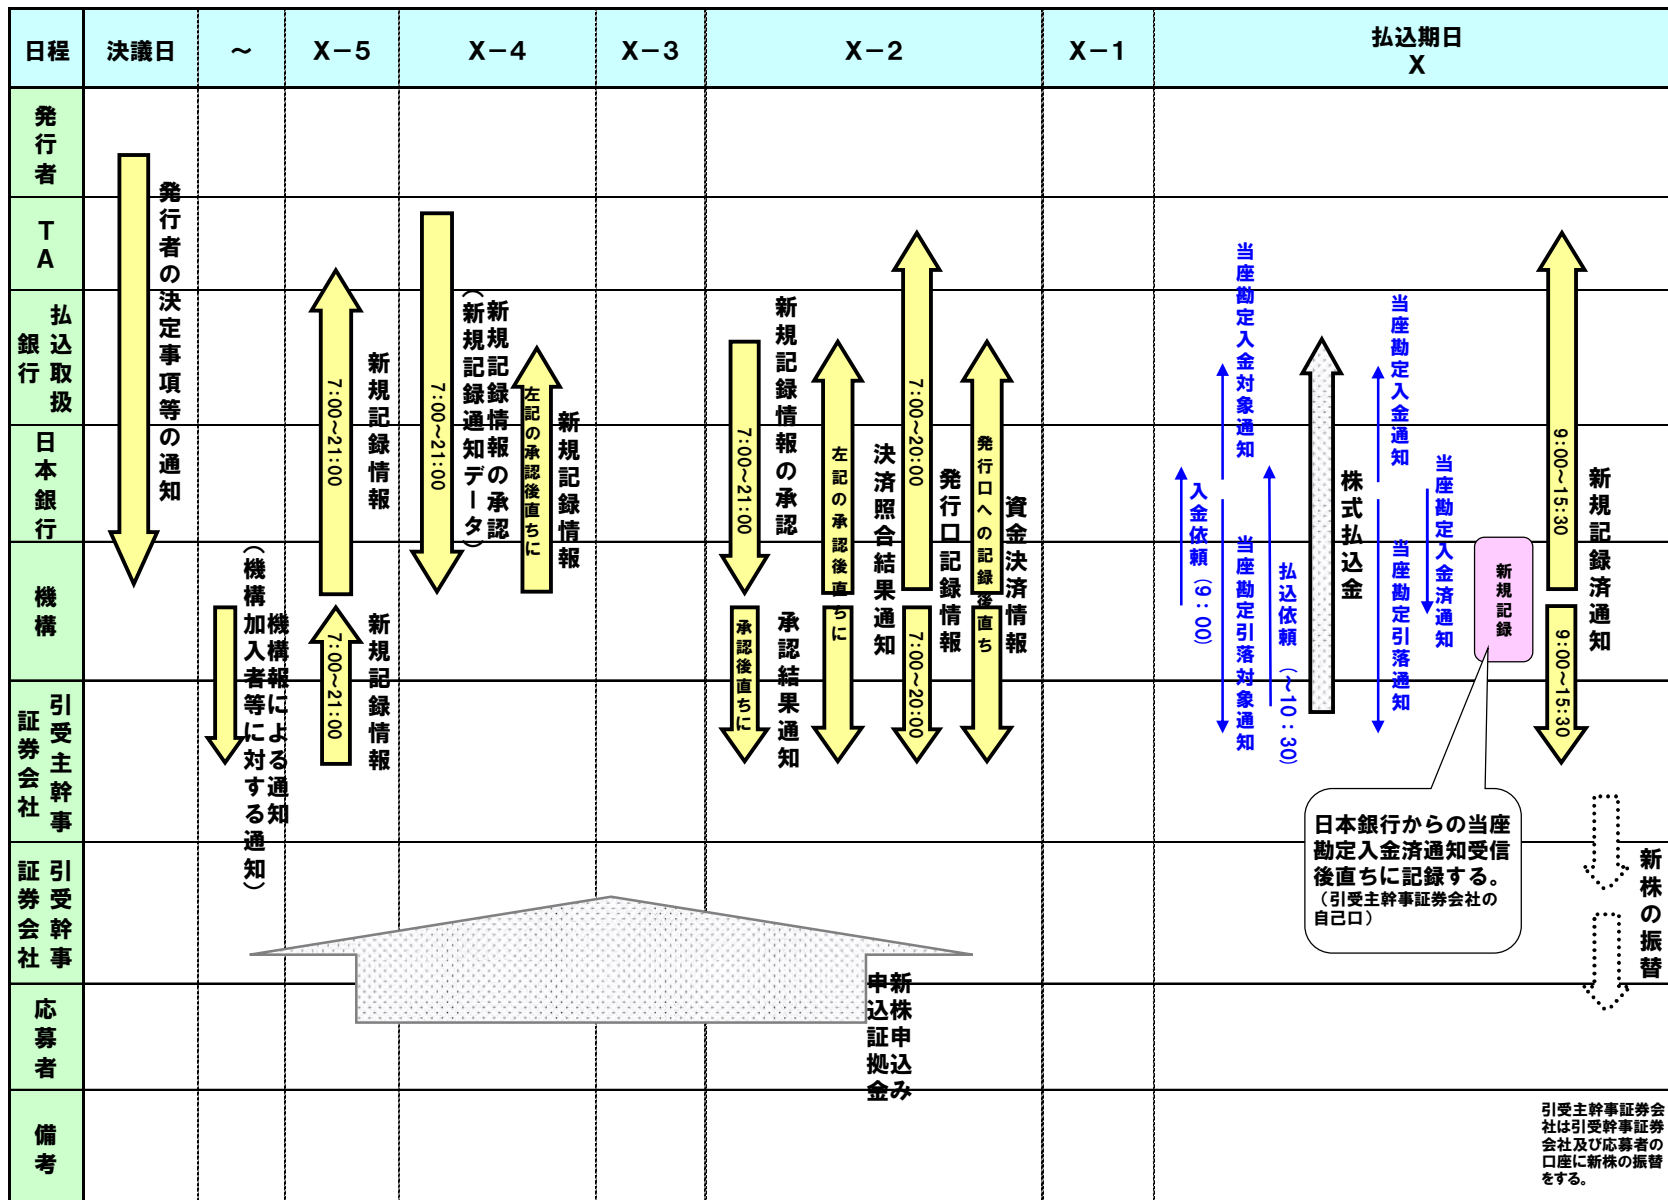 日程
決議日
～
X－5
X－4
X－3
X－2
X－1
払込期日
X
発行者
TA
払込取扱
銀行
日本銀行
機構
引受主幹事
証券会社
引受幹事
証券会社
応募者
備考
発行者の決定事項等の通知
機構報による通知
（機構加入者等に対する通知）
7:00～21:00
新規記録情報
7:00～21:00
新規記録情報
7:00～21:00
新規記録情報の承認
（新規記録通知データ）
左記の承認後直ちに
新規記録情報
7:00～21:00
新規記録情報の承認
承認後直ちに
承認結果通知
左記の承認後直ちに
決済照合結果通知
7:00～20:00
7:00～20:00
発行口記録情報
発行口への記録後直ち
資金決済情報
新株申込み
申込証拠金
入金依頼（9：00）
当座勘定入金対象通知
当座勘定引落対象通知
払込依頼（～10：30）
株式払込金
当座勘定入金通知
当座勘定引落通知
当座勘定入金済通知
新規記録
9:00～15:30
9:00～15:30
新規記録済通知
日本銀行からの当座
勘定入金済通知受信
後直ちに記録する。
（引受主幹事証券会社の
自己口）
新株の振替
引受主幹事証券会
社は引受幹事証券
会社及び応募者の
口座に新株の振替
をする。